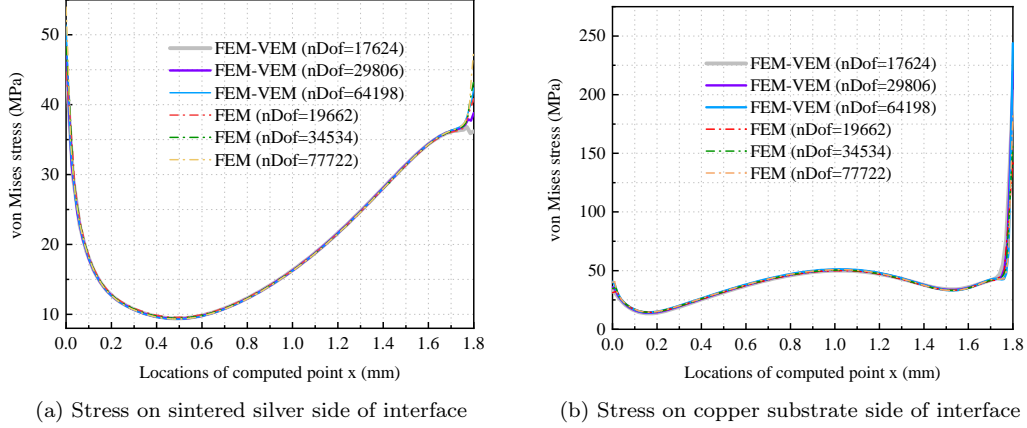 50
40
30
20
10
von Mises stress (MPa)
FEM-VEM (nDof=17624)
FEM-VEM (nDof=29806)
FEM-VEM (nDof=64198)
FEM (nDof=19662)
FEM (nDof=34534)
FEM (nDof=77722)
0.0 0.2 0.4 0.6 0.8 1.0 1.2 1.4 1.6 1.8
Locations of computed point x (mm)
(a) Stress on sintered silver side of interface
250
200
150
100
50
0
von Mises stress (MPa)
FEM-VEM (nDof=17624)
FEM-VEM (nDof=29806)
FEM-VEM (nDof=64198)
FEM (nDof=19662)
FEM (nDof=34534)
FEM (nDof=77722)
0.0 0.2 0.4 0.6 0.8 1.0 1.2 1.4 1.6 1.8
Locations of computed point x (mm)
(b) Stress on copper substrate side of interface